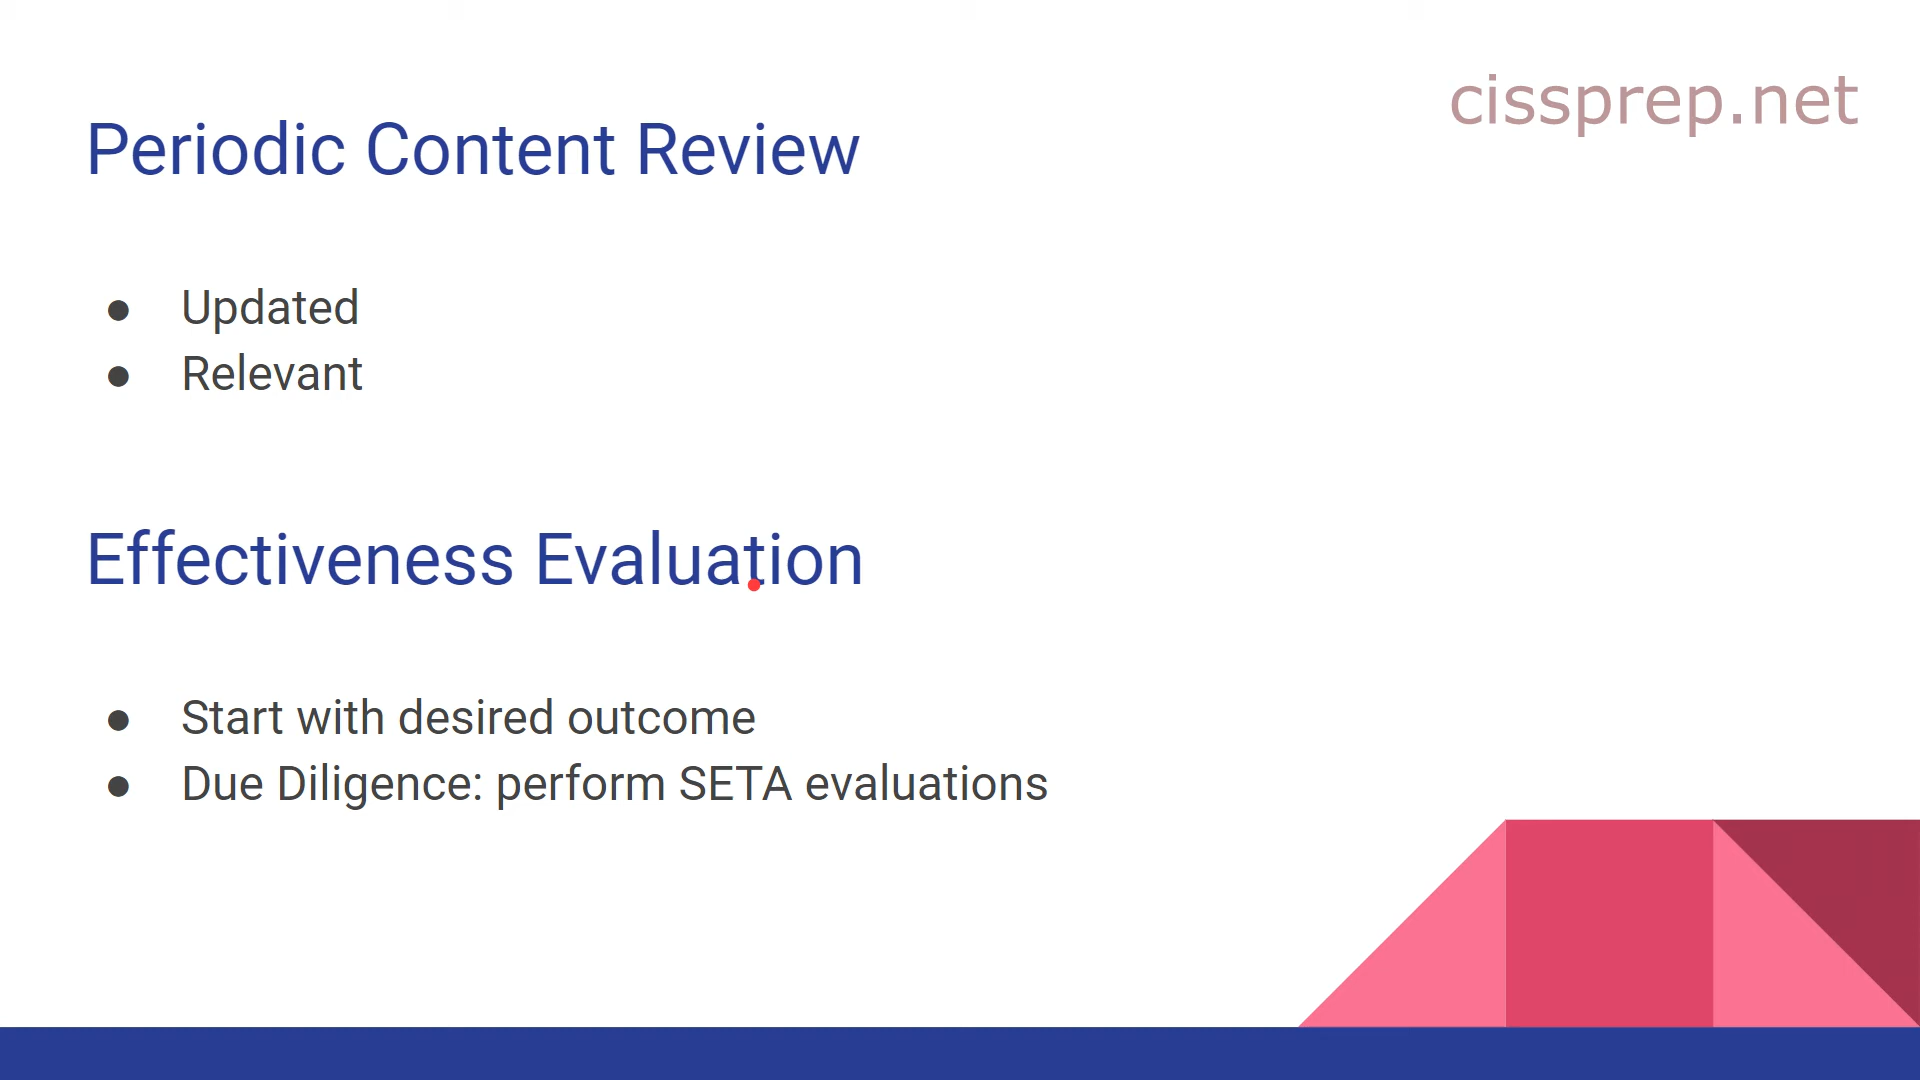 cissprep.net
Periodic Content Review
● Updated
● Relevant
Effectiveness Evaluation
● Start with desired outcome
● Due Diligence: perform SETA evaluations